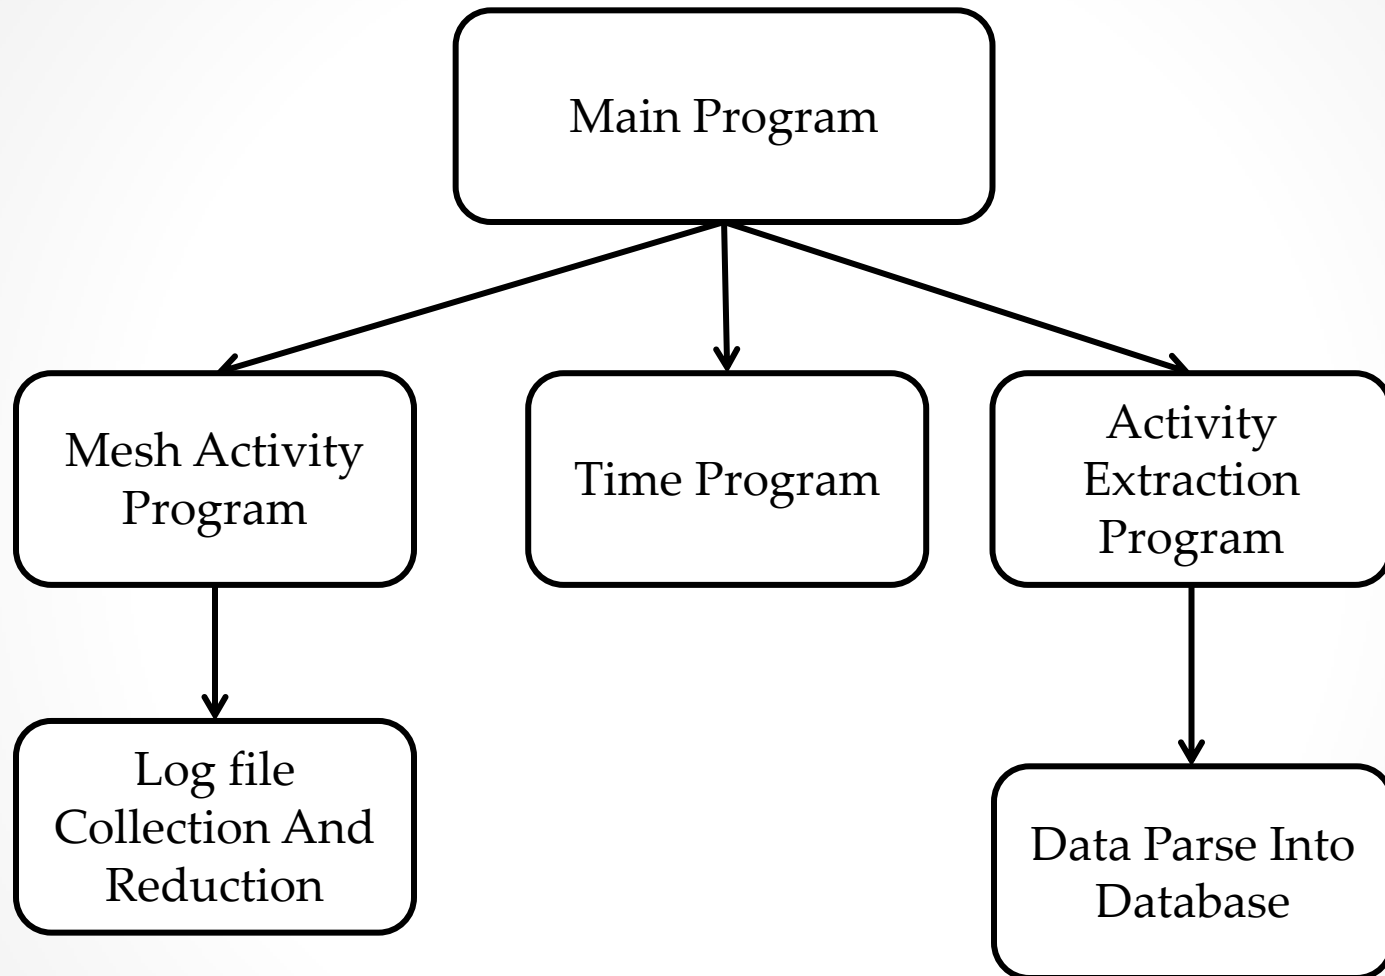 Main Program
Mesh Activity
Program
Time Program
Activity
Extraction
Program
Log file
Collection And
Reduction
Data Parse Into
Database